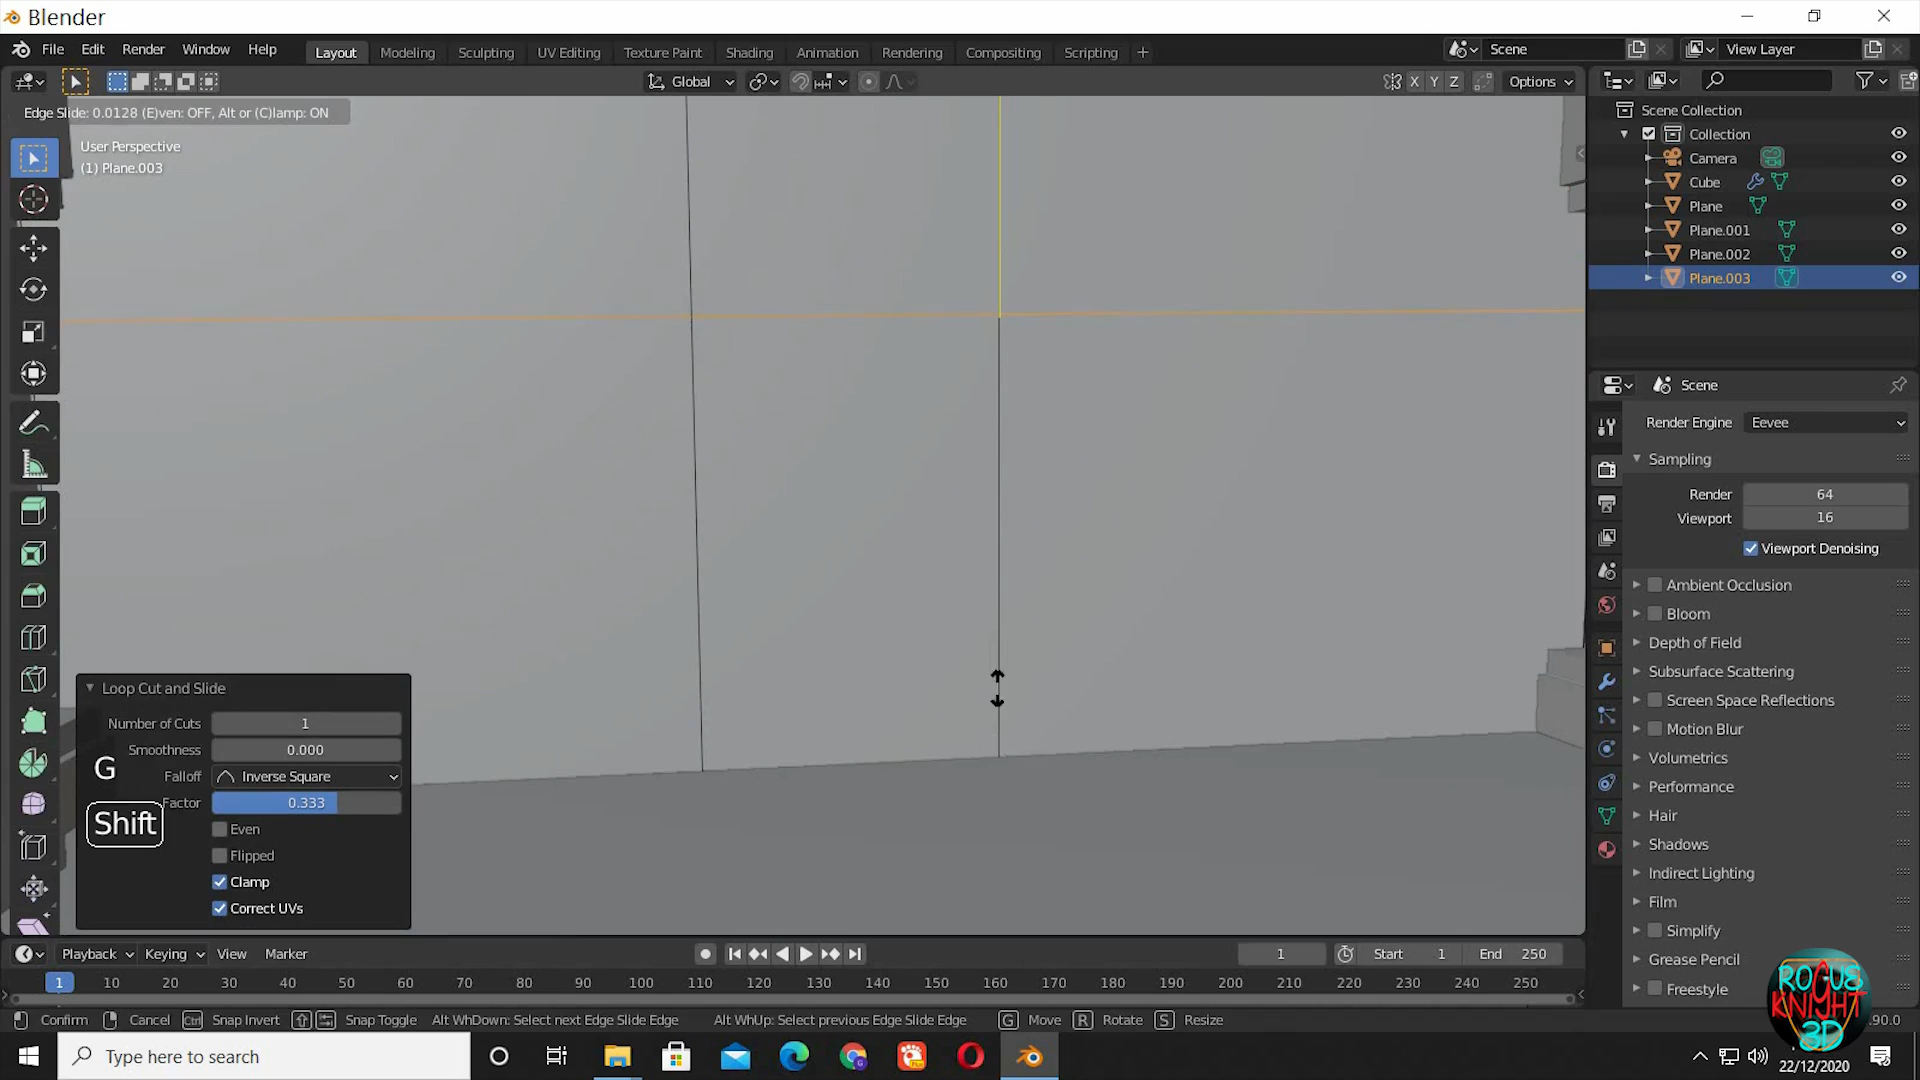 Blender
File Edit Render Window Help
Layout Modeling Sculpting UV Editing Texture Paint Shading Animation Rendering Compositing Scripting +
Scene
View Layer
Global
X Y Z
Options
Edge Slide: 0.0128 (E)ven: OFF, Alt or (C)lamp: ON
User Perspective
(1) Plane.003
Scene Collection
Collection
Camera
Cube
Plane
Plane.001
Plane.002
Plane.003
Scene
Render Engine Eevee
Sampling
Render 64
Viewport 16
Viewport Denoising
Ambient Occlusion
Bloom
Depth of Field
Subsurface Scattering
Screen Space Reflections
Motion Blur
Volumetrics
Performance
Hair
Shadows
Indirect Lighting
Film
Simplify
Grease Pencil
Freestyle
Loop Cut and Slide
Number of Cuts 1
Smoothness 0.000
Falloff Inverse Square
Factor 0.333
Even
Flipped
Clamp
Correct UVs
G
Shift
Playback Keying View Marker
1 Start 1 End 250
1 10 20 30 40 50 60 70 80 90 100 110 120 130 140 150 160 170 180 190 200 210 220 230 240 250
Confirm Cancel Ctrl Snap Invert Snap Toggle Alt WhDown: Select next Edge Slide Edge Alt WhUp: Select previous Edge Slide Edge G Move R Rotate S Resize
.90.0
ROGUE
KNIGHT
3D
Type here to search
22/12/2020